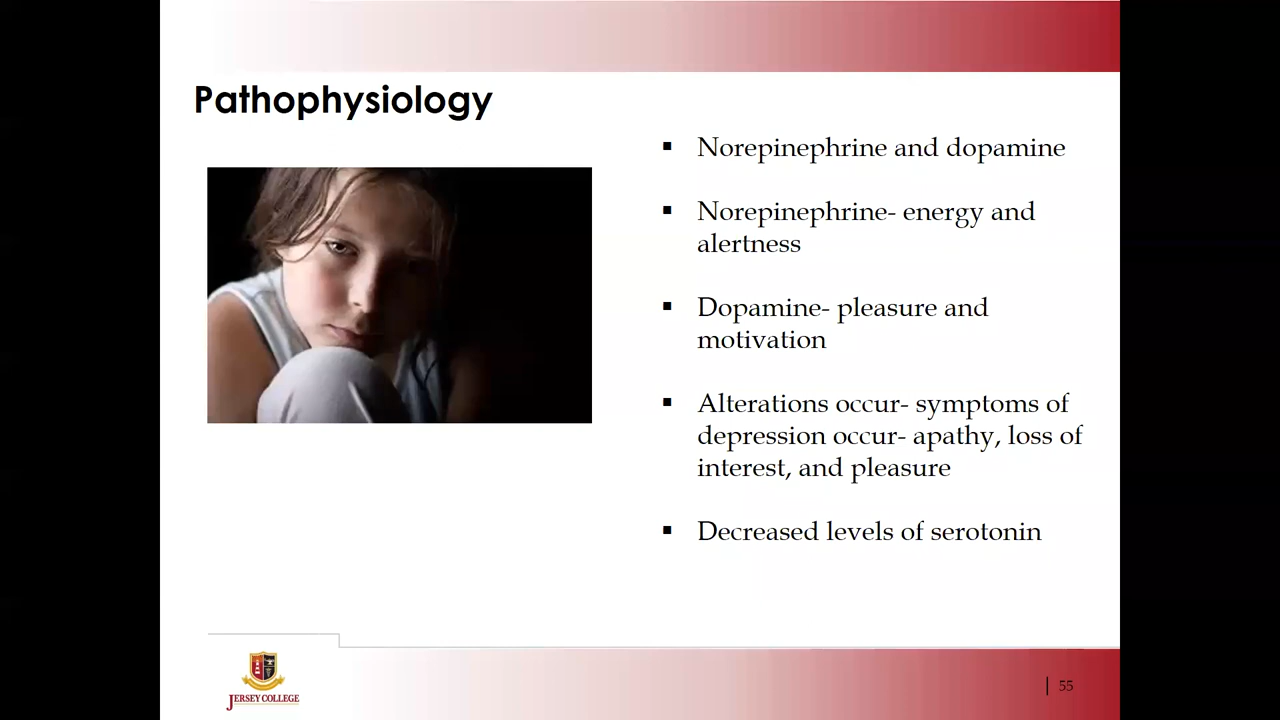 Pathophysiology
▪ Norepinephrine and dopamine
▪ Norepinephrine- energy and
alertness
▪ Dopamine- pleasure and
motivation
▪ Alterations occur- symptoms of
depression occur- apathy, loss of
interest, and pleasure
▪ Decreased levels of serotonin
JERSEY COLLEGE
| 55